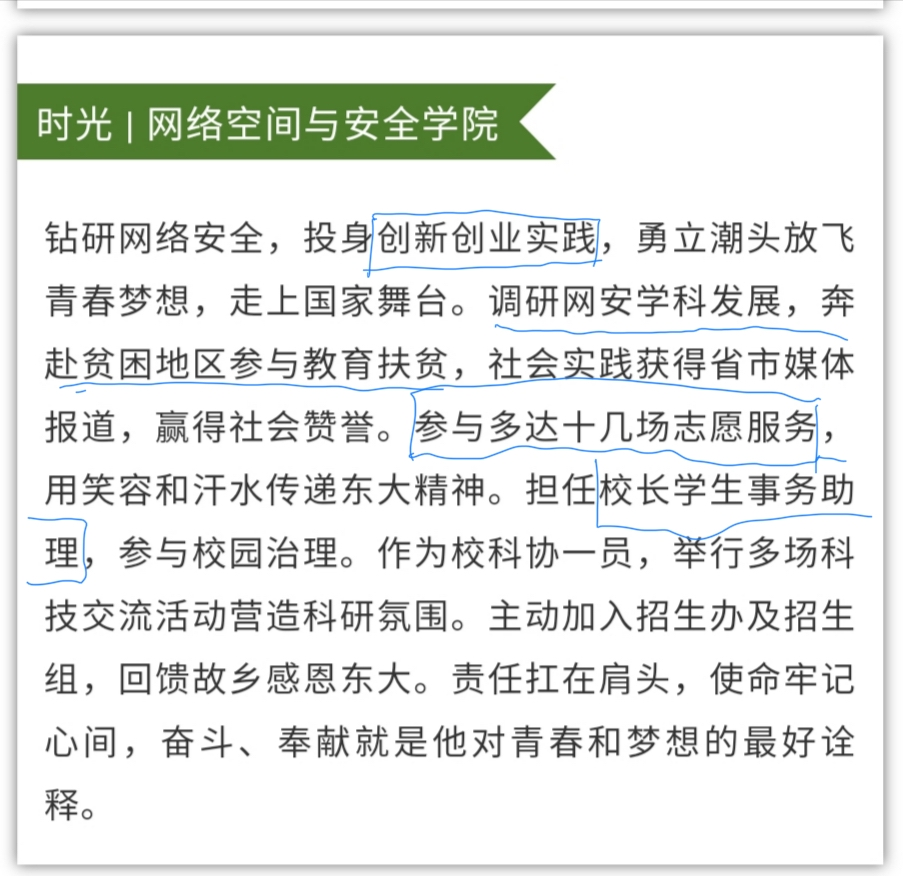 时光 | 网络空间与安全学院
钻研网络安全，投身创新创业实践，勇立潮头放飞
青春梦想，走上国家舞台。调研网安学科发展，奔
赴贫困地区参与教育扶贫，社会实践获得省市媒体
报道，赢得社会赞誉。参与多达十几场志愿服务，
用笑容和汗水传递东大精神。担任校长学生事务助
理，参与校园治理。作为校科协一员，举行多场科
技交流活动营造科研氛围。主动加入招生办及招生
组，回馈故乡感恩东大。责任扛在肩头，使命牢记
心间，奋斗、奉献就是他对青春和梦想的最好诠
释。